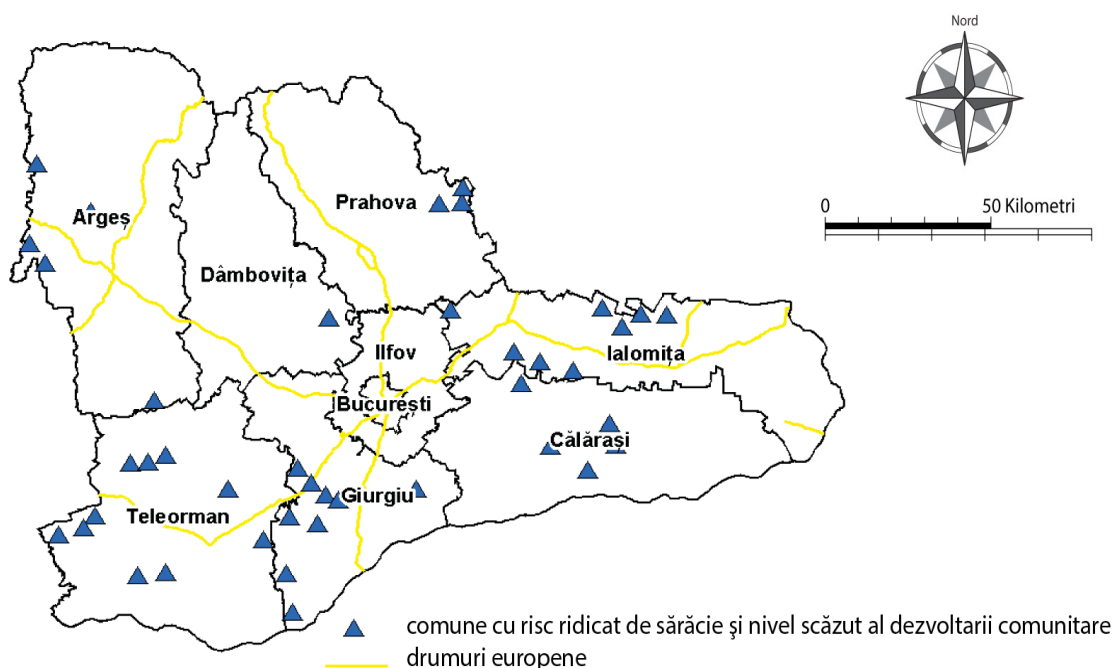 Nord
0 50 Kilometri
Prahova
Argeș
Dâmbovița
Ilfov
Ialomița
București
Călărași
Giurgiu
Teleorman
comune cu risc ridicat de sărăcie şi nivel scăzut al dezvoltarii comunitare
drumuri europene